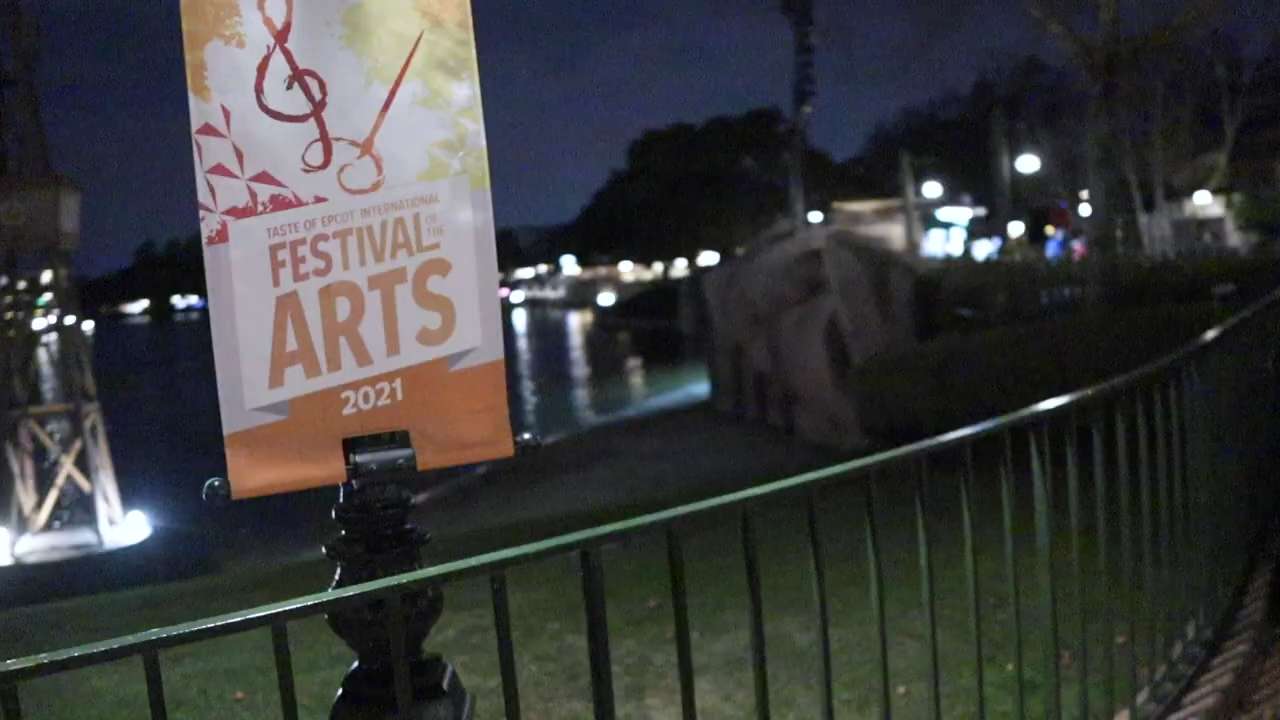 TASTE OF EPCOT INTERNATIONAL
FESTIVAL OF THE
ARTS
2021